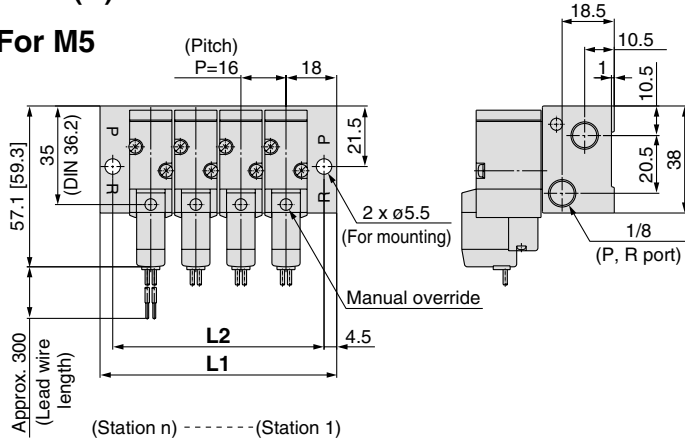 For M5
(Pitch)
P=16
18
35
(DIN 36.2)
57.1 [59.3]
21.5
P
R
P
R
2 x ø5.5
(For mounting)
Manual override
L2
4.5
L1
Approx. 300
(Lead wire
length)
(Station n) - - - - - - - (Station 1)
18.5
10.5
1
10.5
20.5
38
1/8
(P, R port)